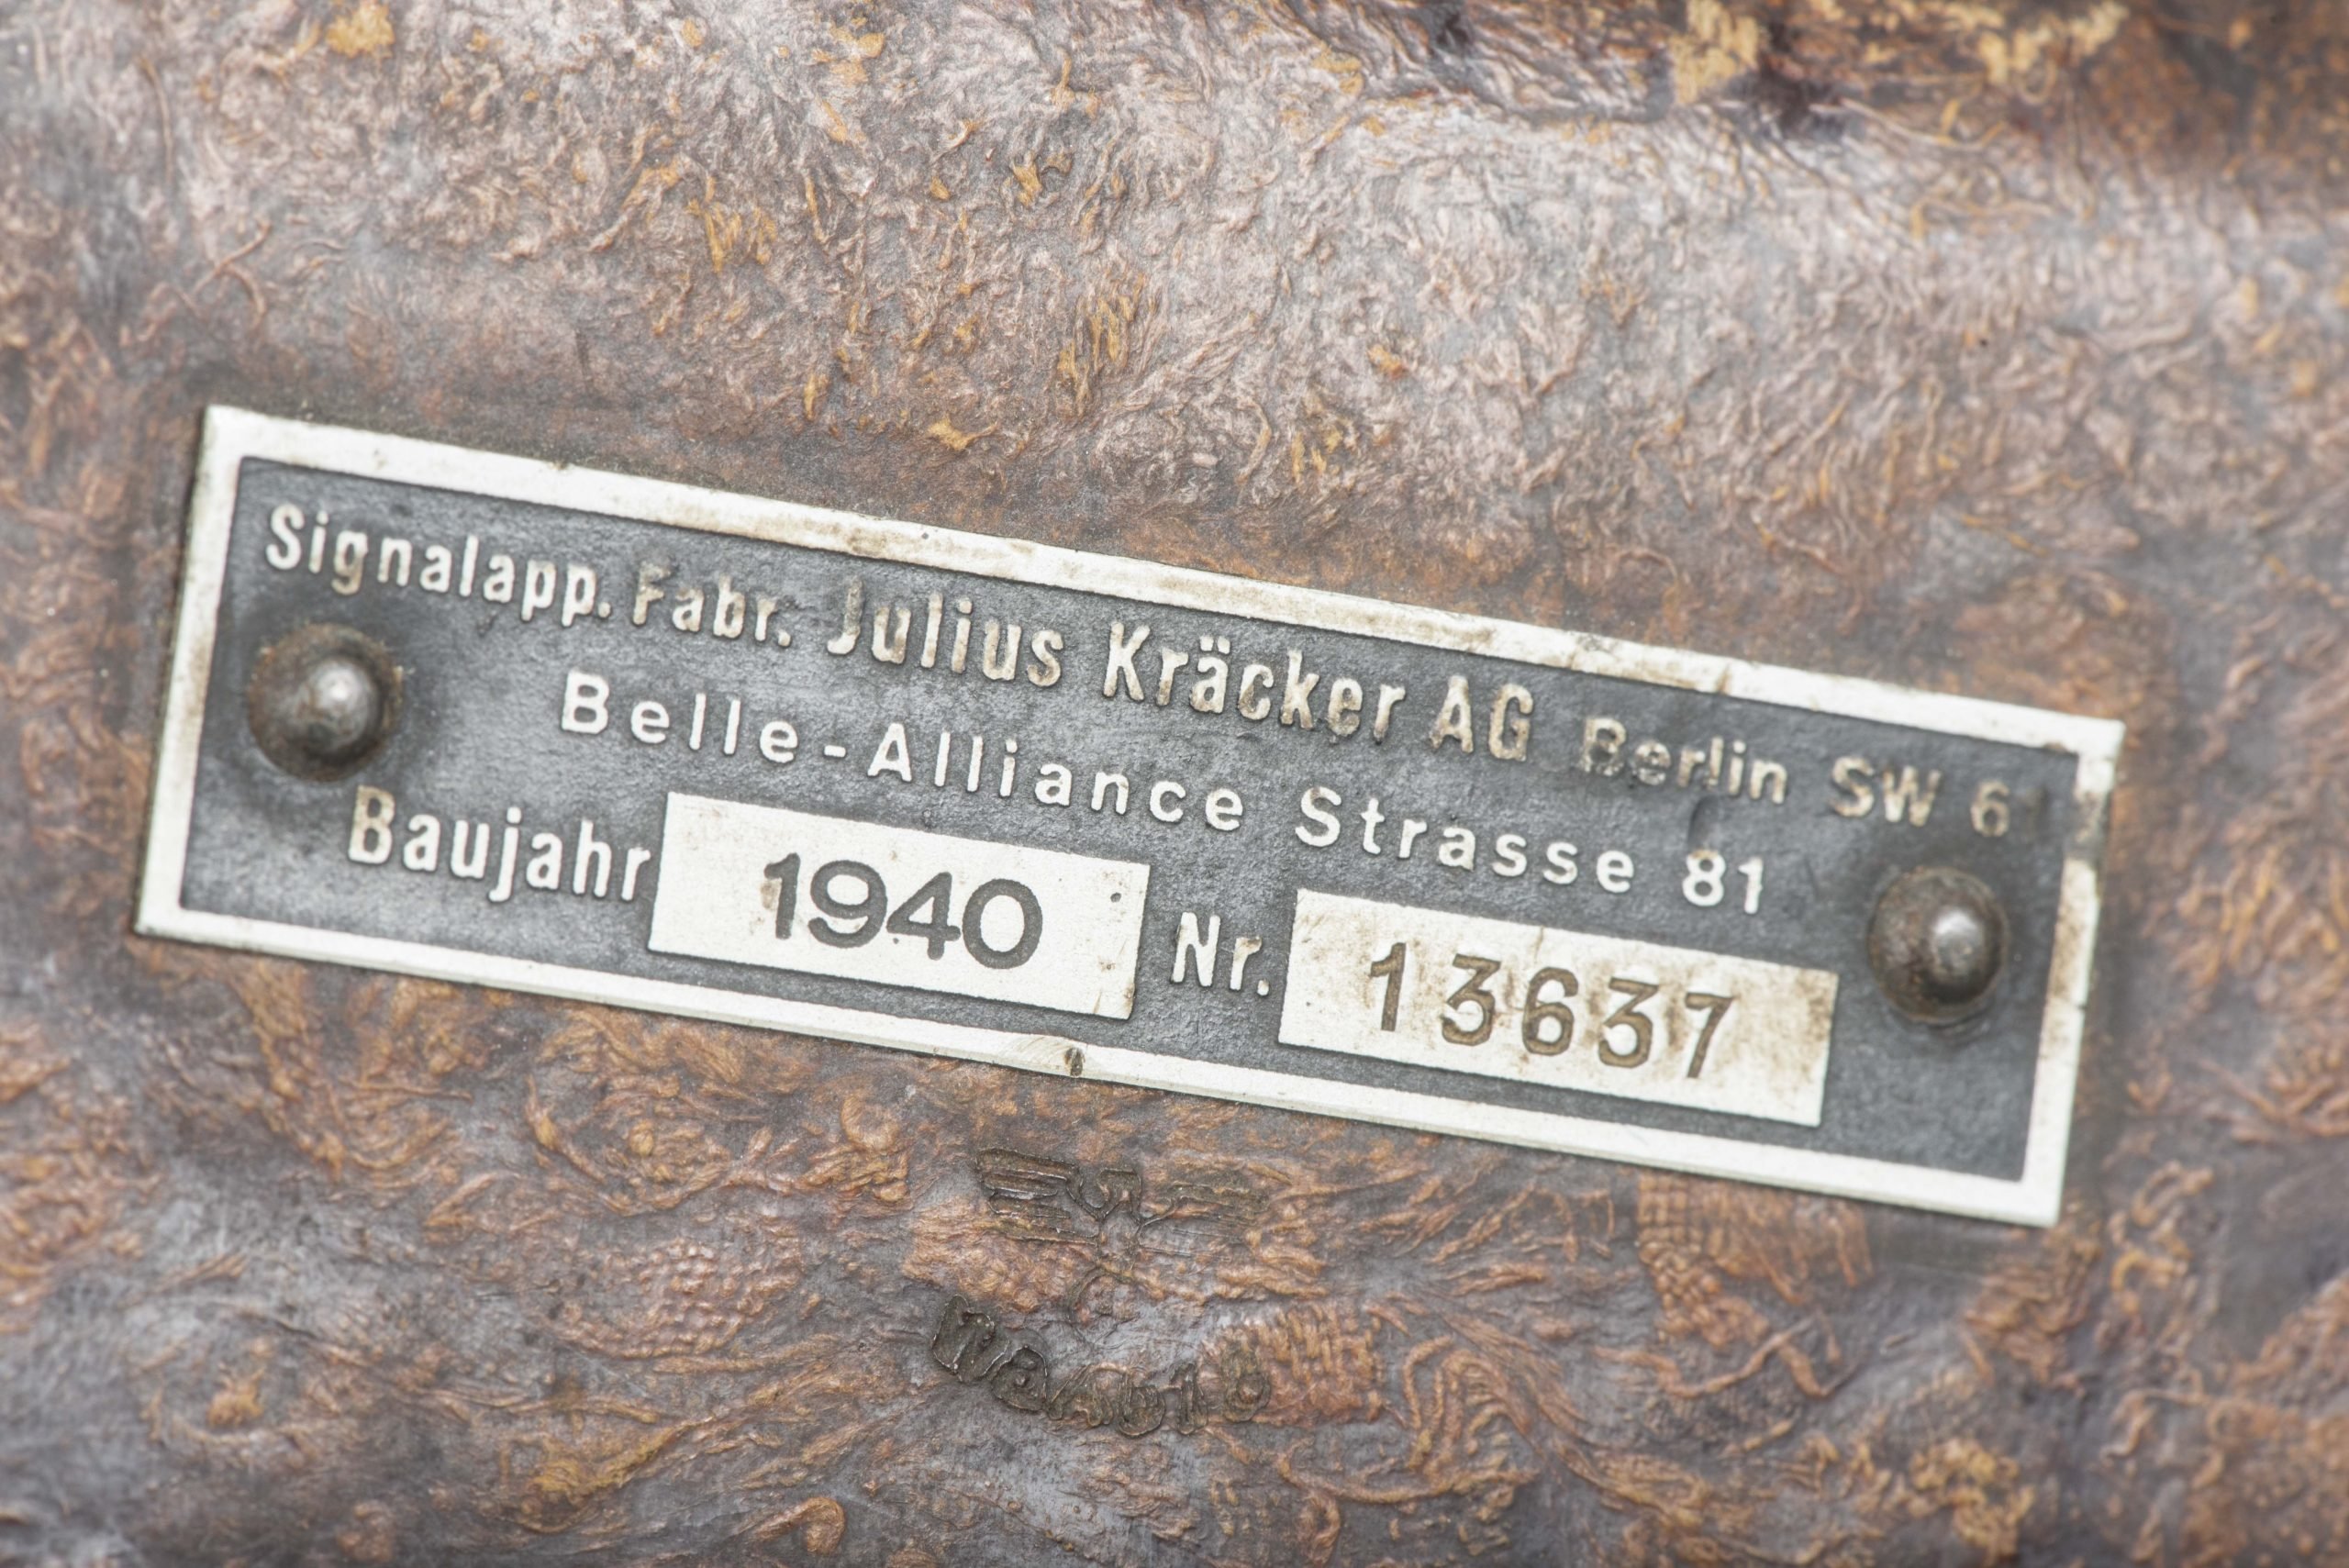 Signalapp. Fabr. Julius Kräcker AG Berlin SW 61
Belle-Alliance Strasse 81
Baujahr 1940 Nr. 13637